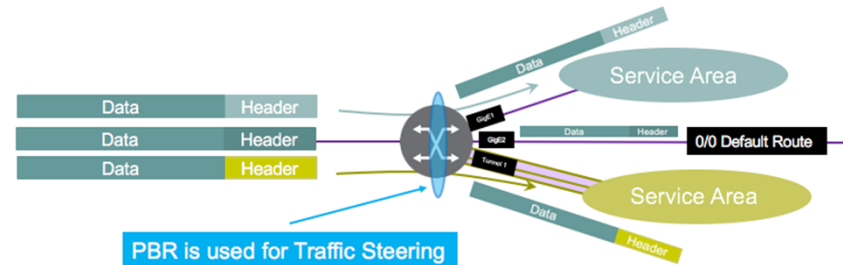 Data Header
Service Area
Data Header
GigE1
Data Header
GigE2
Data Header
0/0 Default Route
Data Header
Tunnel 1
Service Area
Data Header
PBR is used for Traffic Steering